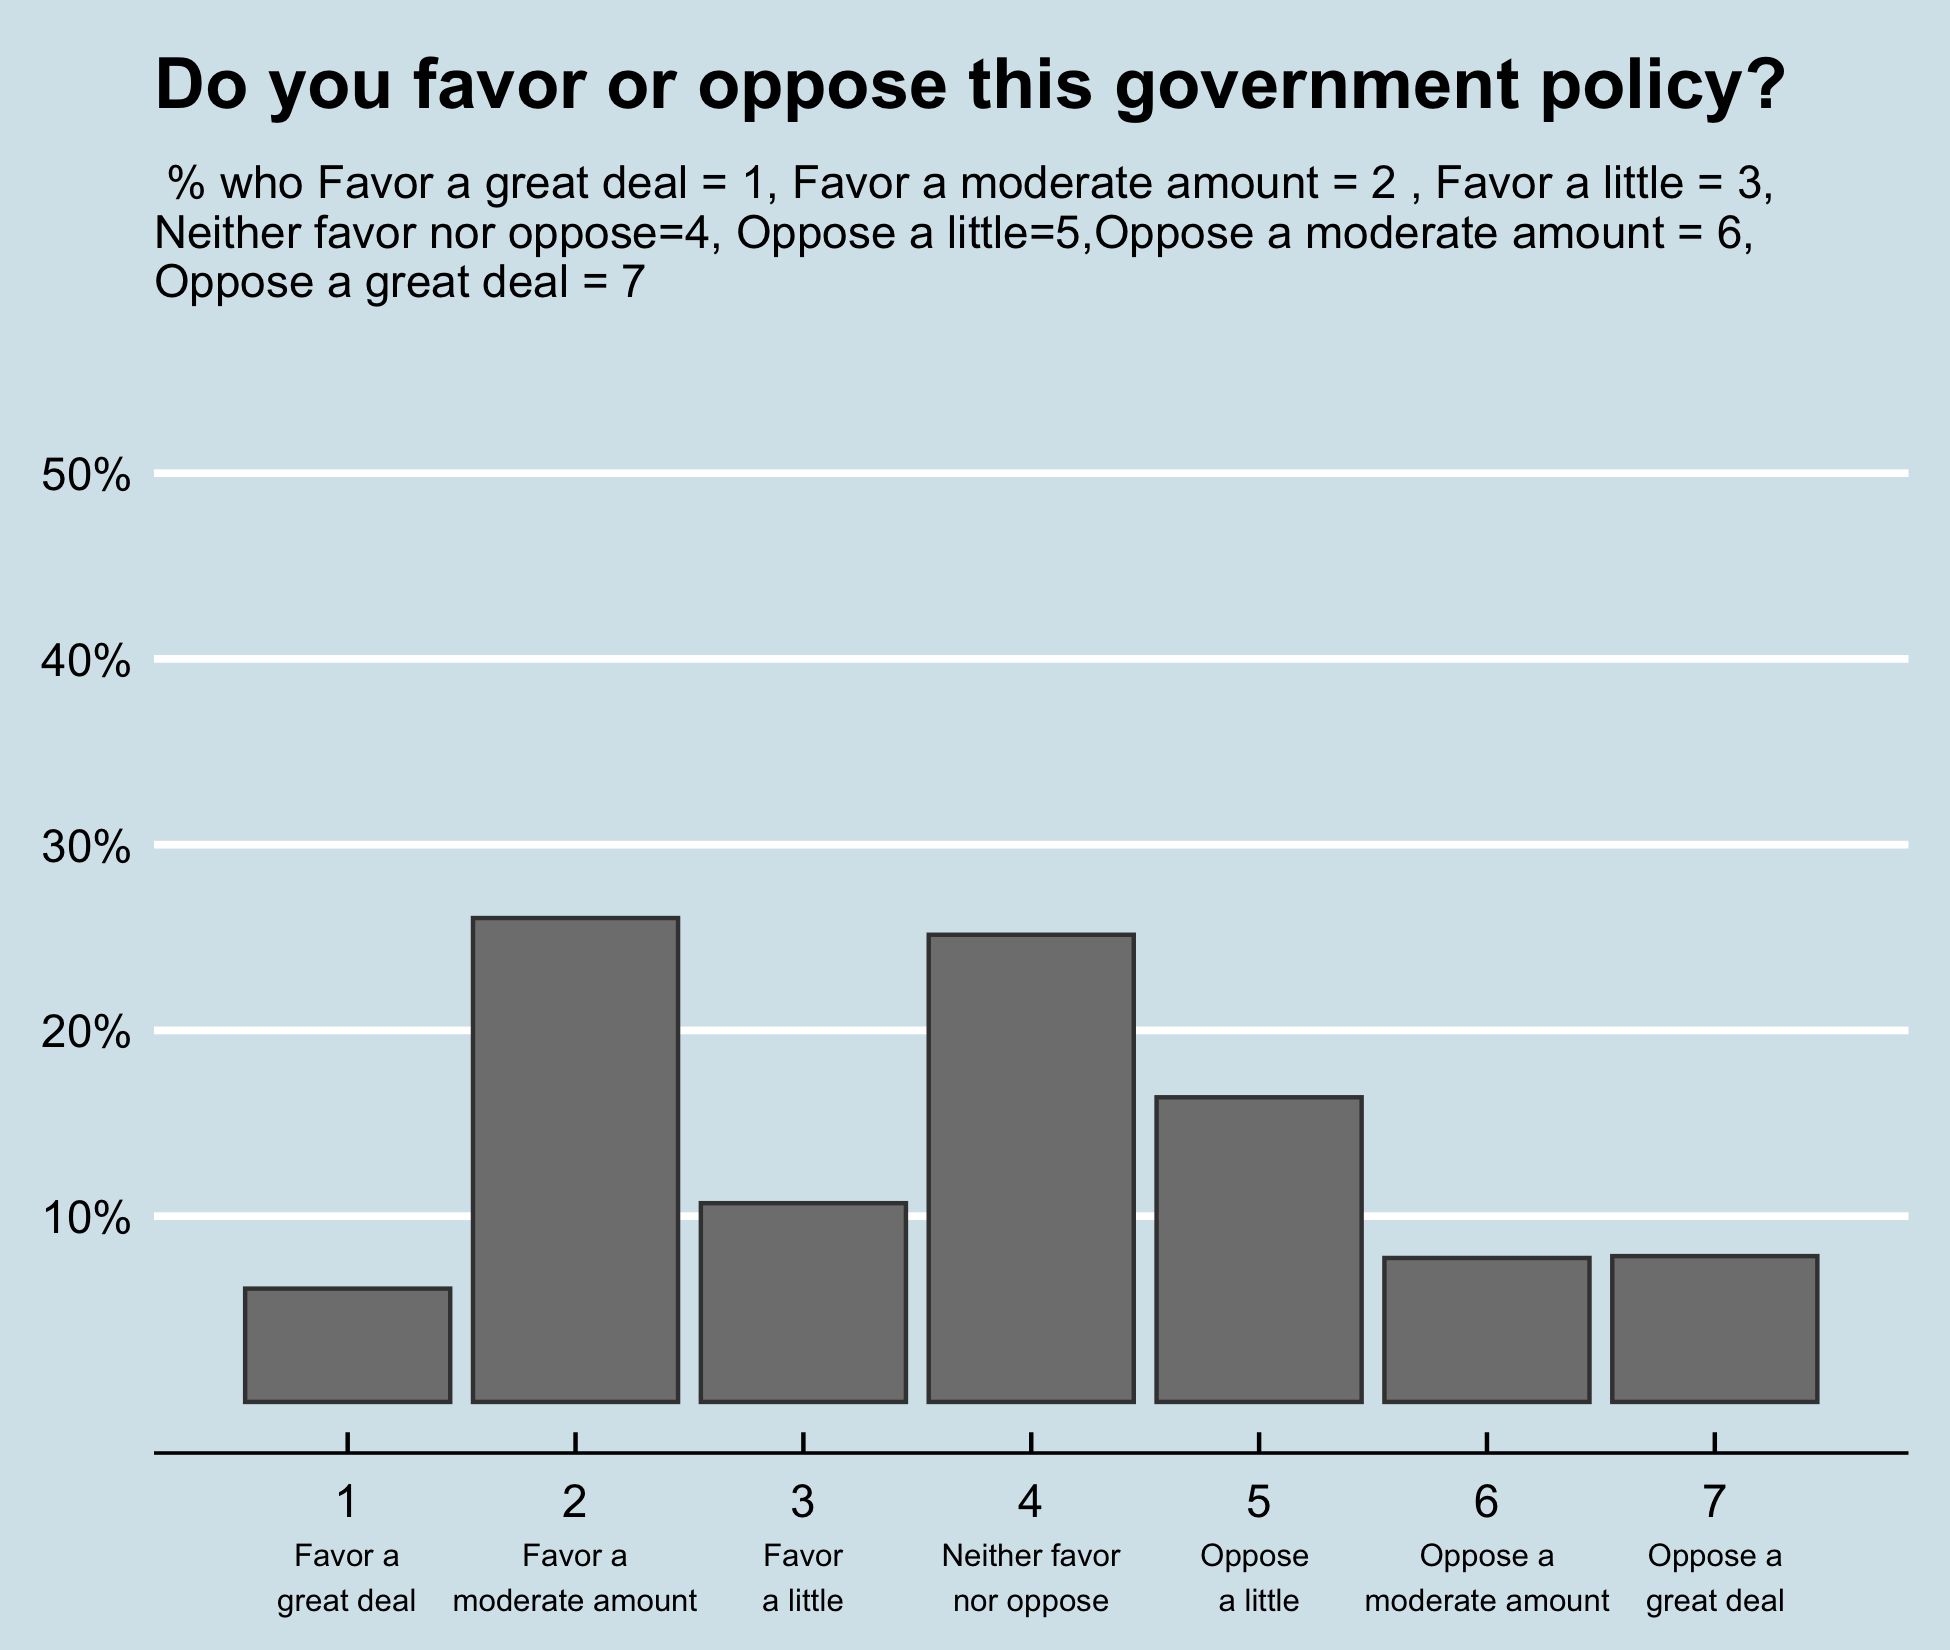 Do you favor or oppose this government policy?
% who Favor a great deal = 1, Favor a moderate amount = 2 , Favor a little = 3,
Neither favor nor oppose=4, Oppose a little=5,Oppose a moderate amount = 6,
Oppose a great deal = 7
50%
40%
30%
20%
10%
1 2 3 4 5 6 7
Favor a Favor a Favor Neither favor Oppose Oppose a Oppose a
great deal moderate amount a little nor oppose a little moderate amount great deal